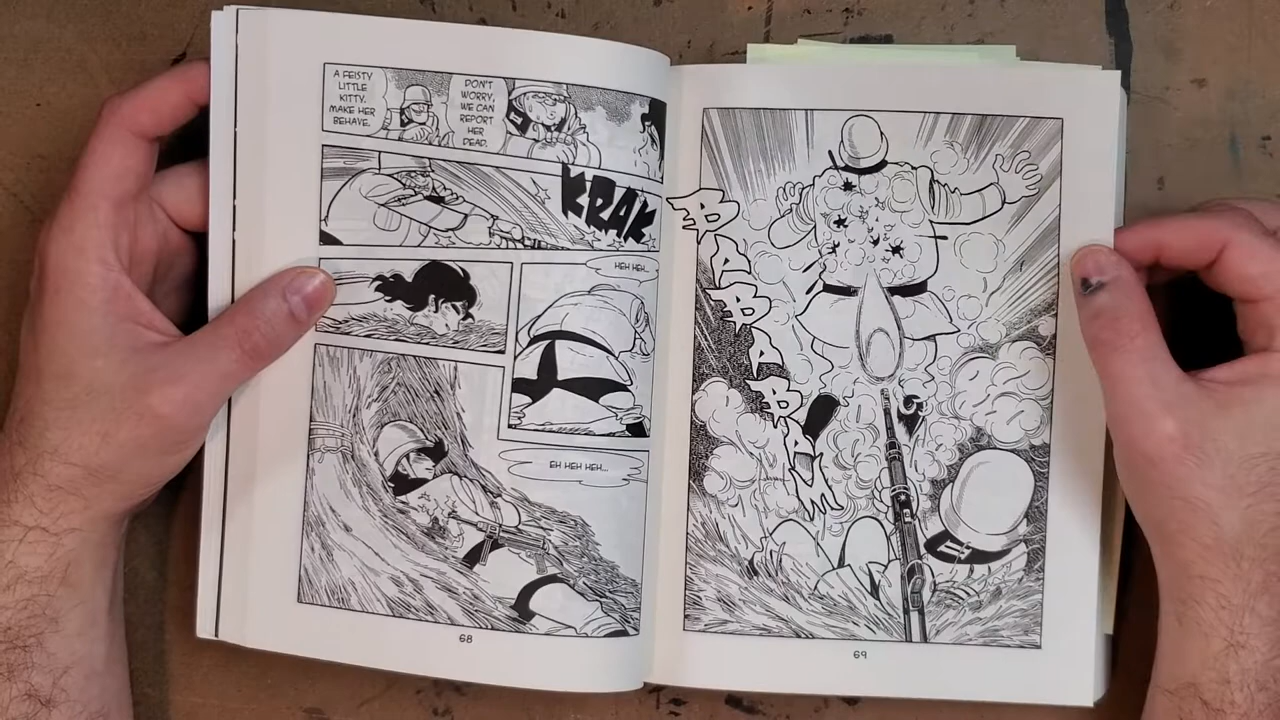 A FEISTY
LITTLE
KITTY.
MAKE HER
BEHAVE.
DON'T
WORRY,
WE CAN
REPORT
HER
DEAD.
KRAK
HEH HEH...
EH HEH HEH...
68
BABABAM
69